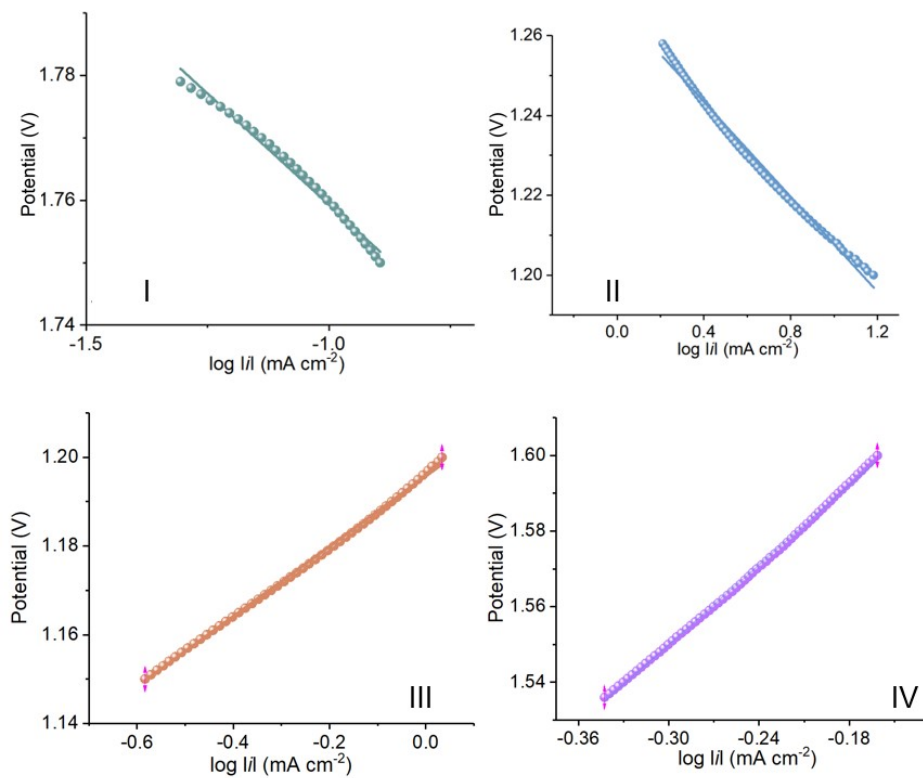 1.78
1.76
1.74
Potential (V)
-1.5
-1.0
log I𝑖I (mA cm⁻²)
I
1.26
1.24
1.22
1.20
Potential (V)
0.0
0.4
0.8
1.2
log I𝑖I (mA cm⁻²)
II
1.20
1.18
1.16
1.14
Potential (V)
-0.6
-0.4
-0.2
0.0
log I𝑖I (mA cm⁻²)
III
1.60
1.58
1.56
1.54
Potential (V)
-0.36
-0.30
-0.24
-0.18
log I𝑖I (mA cm⁻²)
IV